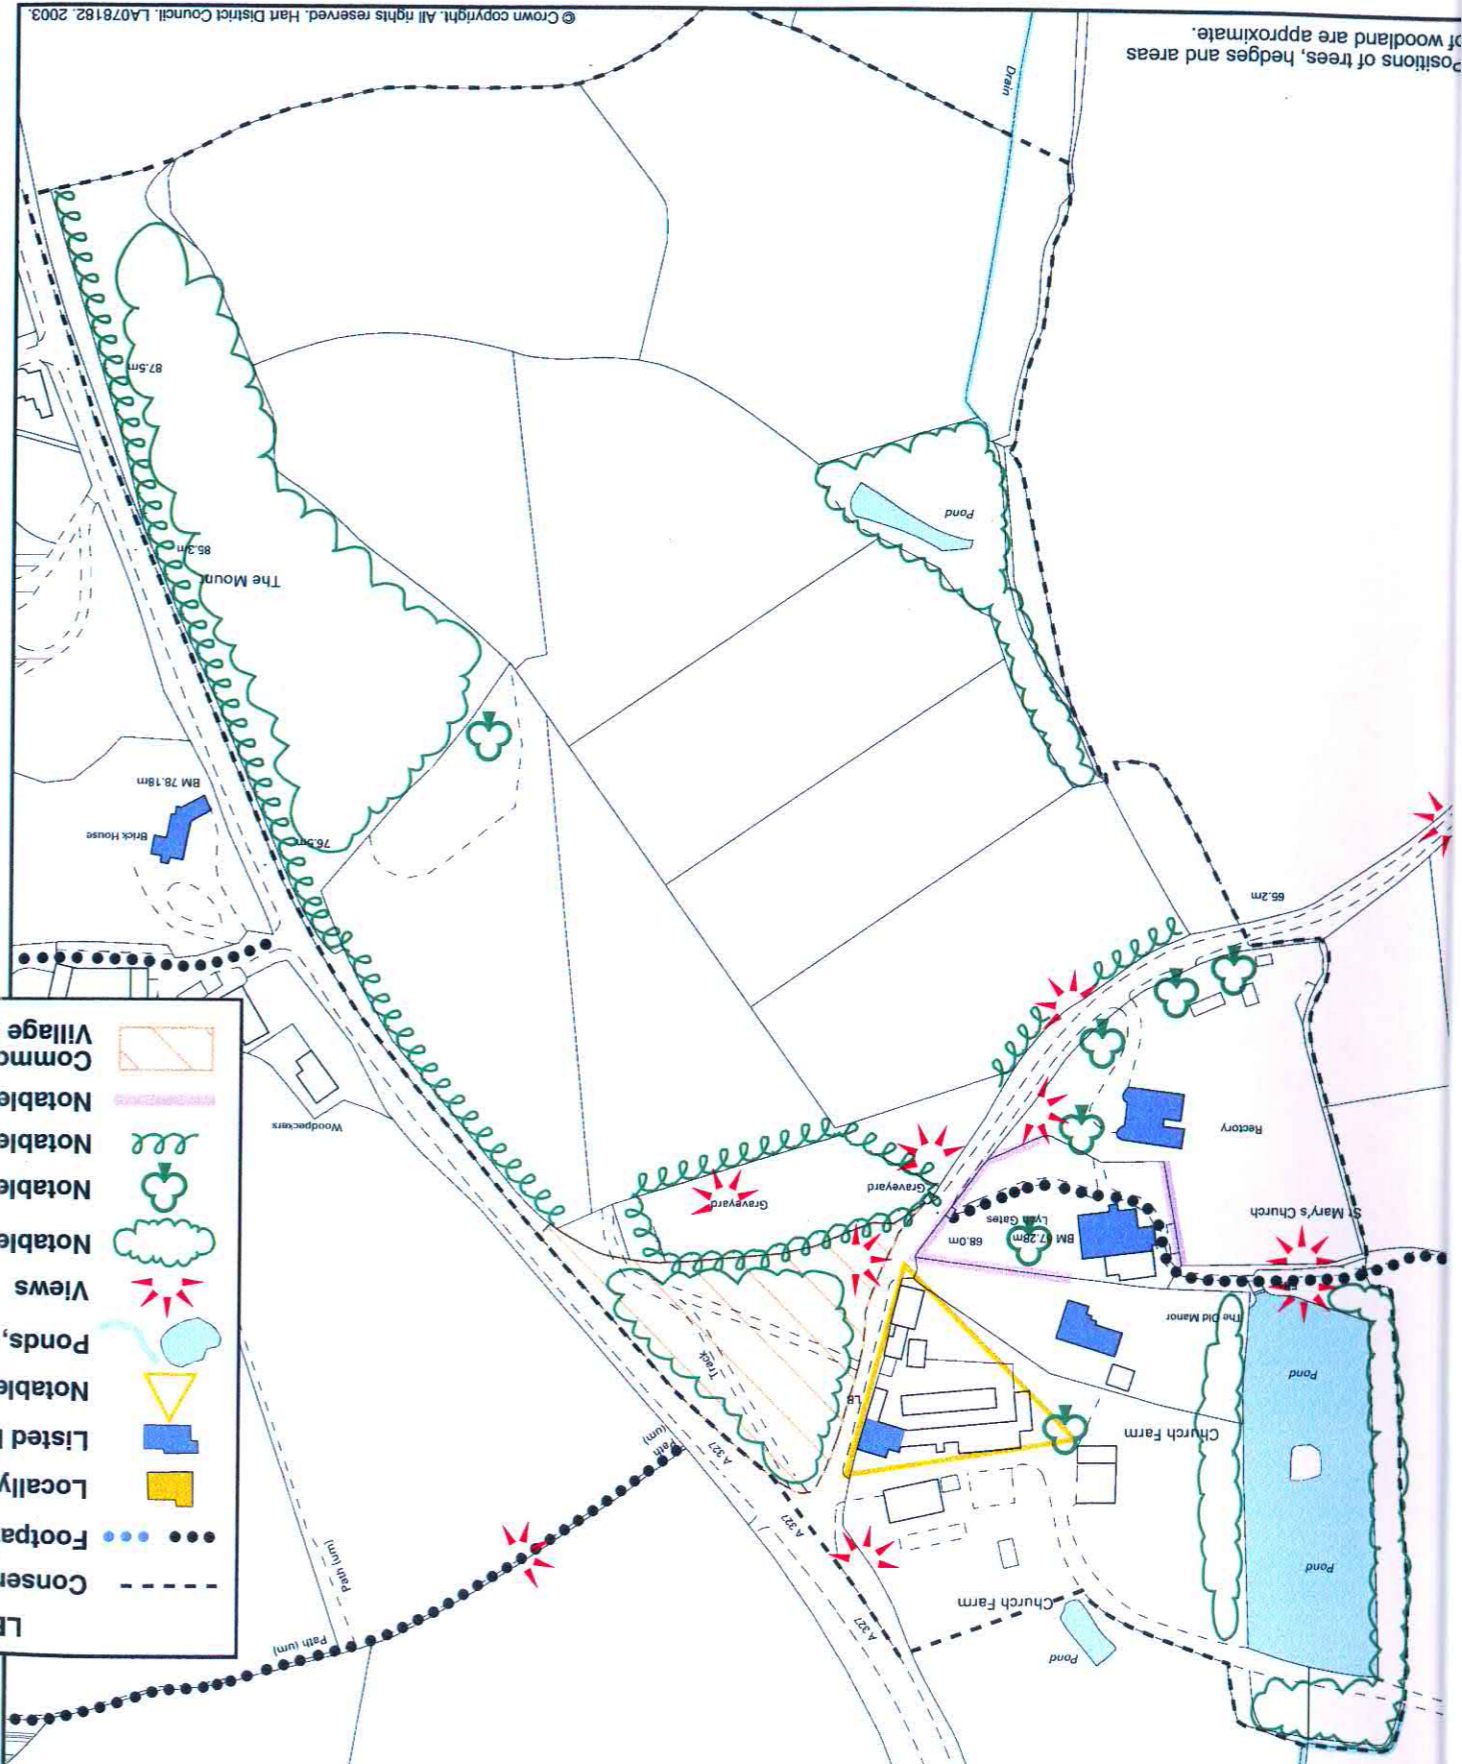 LE
Conser
Footpa
Locally
Listed
Notable
Ponds,
Views
Notable
Notable
Notable
Notable
Commo
Village
Path (um)
Path (um)
Path (um)
A 327
A 327
A 327
Pond
Church Farm
Pond
Church Farm
Pond
The Old Manor
LB
Track
St Mary's Church
BM 67.28m
68.0m
Lych Gates
Graveyard
Graveyard
Rectory
Woodpeckers
65.2m
Brick House
BM 78.18m
76.5m
The Mount
85.3m
87.5m
Pond
Drain
Positions of trees, hedges and areas
of woodland are approximate.
© Crown copyright. All rights reserved. Hart District Council. LA078182. 2003.